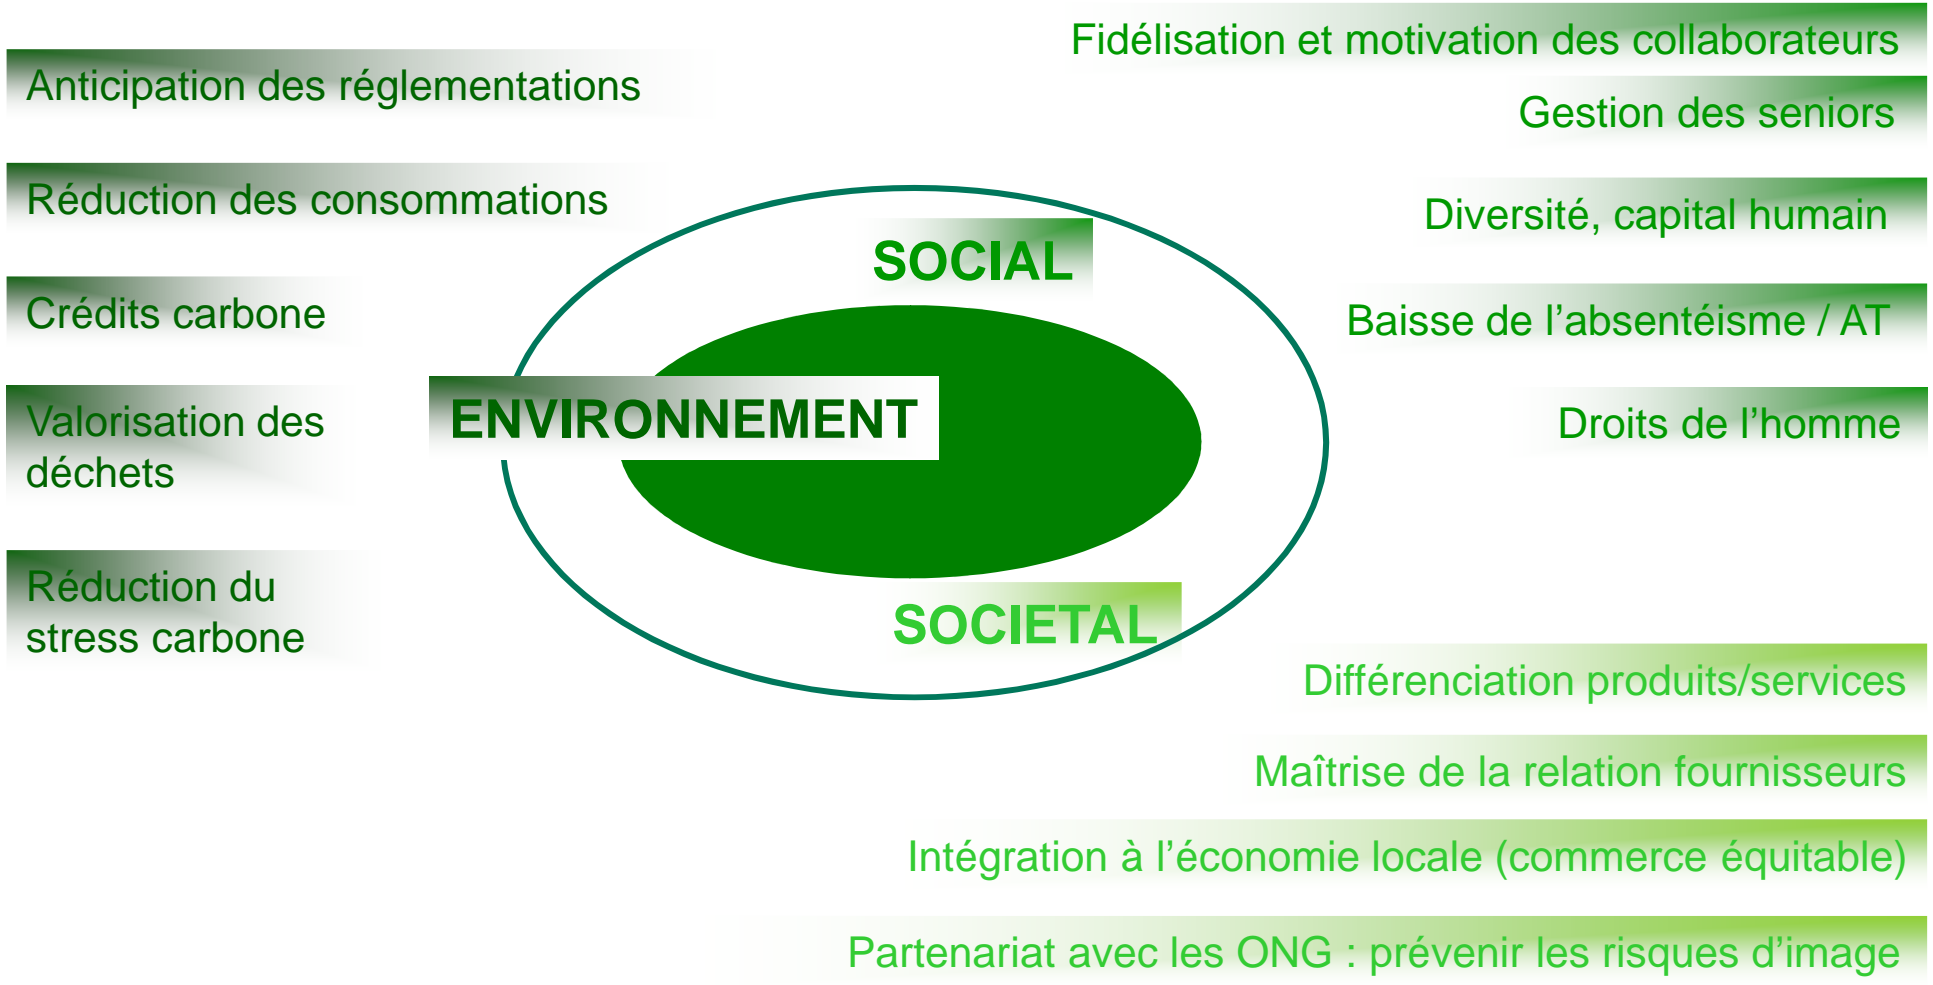 Anticipation des réglementations
Réduction des consommations
Crédits carbone
Valorisation des
déchets
Réduction du
stress carbone
SOCIAL
ENVIRONNEMENT
SOCIETAL
Fidélisation et motivation des collaborateurs
Gestion des seniors
Diversité, capital humain
Baisse de l’absentéisme / AT
Droits de l’homme
Différenciation produits/services
Maîtrise de la relation fournisseurs
Intégration à l’économie locale (commerce équitable)
Partenariat avec les ONG : prévenir les risques d’image